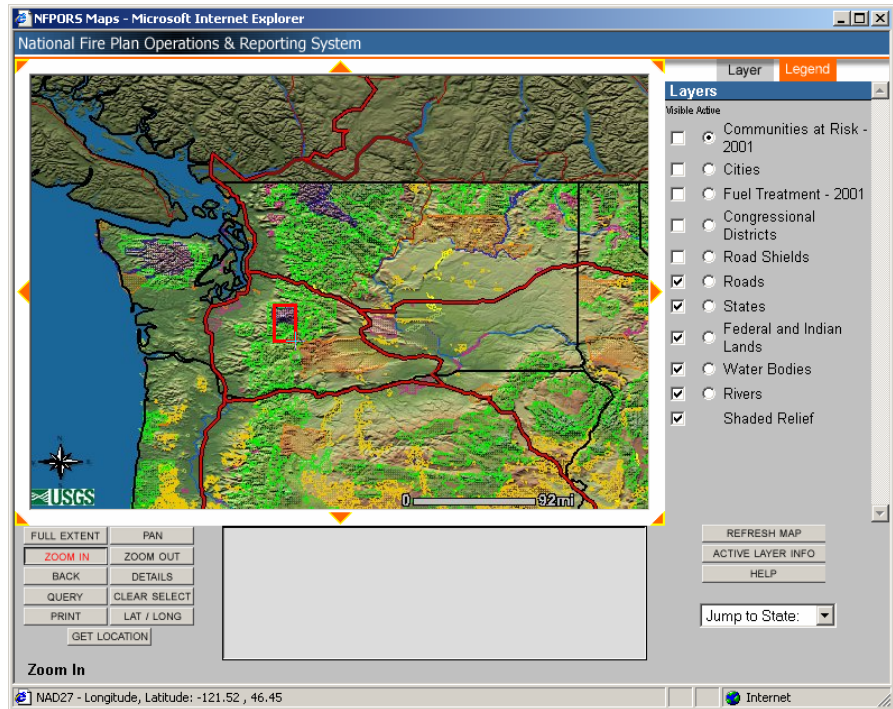 NFPORS Maps - Microsoft Internet Explorer
National Fire Plan Operations & Reporting System
Layer Legend
Layers
Visible Active
Communities at Risk -
2001
Cities
Fuel Treatment - 2001
Congressional
Districts
Road Shields
Roads
States
Federal and Indian
Lands
Water Bodies
Rivers
Shaded Relief
N
USGS
0 92mi
FULL EXTENT PAN
ZOOM IN ZOOM OUT
BACK DETAILS
QUERY CLEAR SELECT
PRINT LAT / LONG
GET LOCATION
REFRESH MAP
ACTIVE LAYER INFO
HELP
Jump to State:
Zoom In
NAD27 - Longitude, Latitude: -121.52 , 46.45
Internet